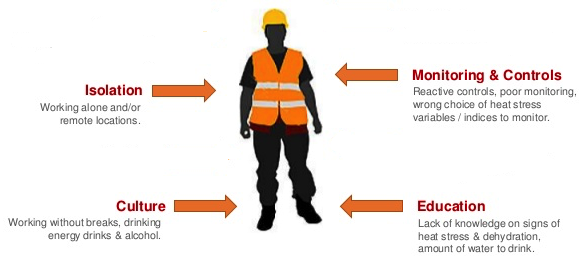 Isolation
Working alone and/or
remote locations.
Monitoring & Controls
Reactive controls, poor monitoring,
wrong choice of heat stress
variables / indices to monitor.
Culture
Working without breaks, drinking
energy drinks & alcohol.
Education
Lack of knowledge on signs of
heat stress & dehydration,
amount of water to drink.